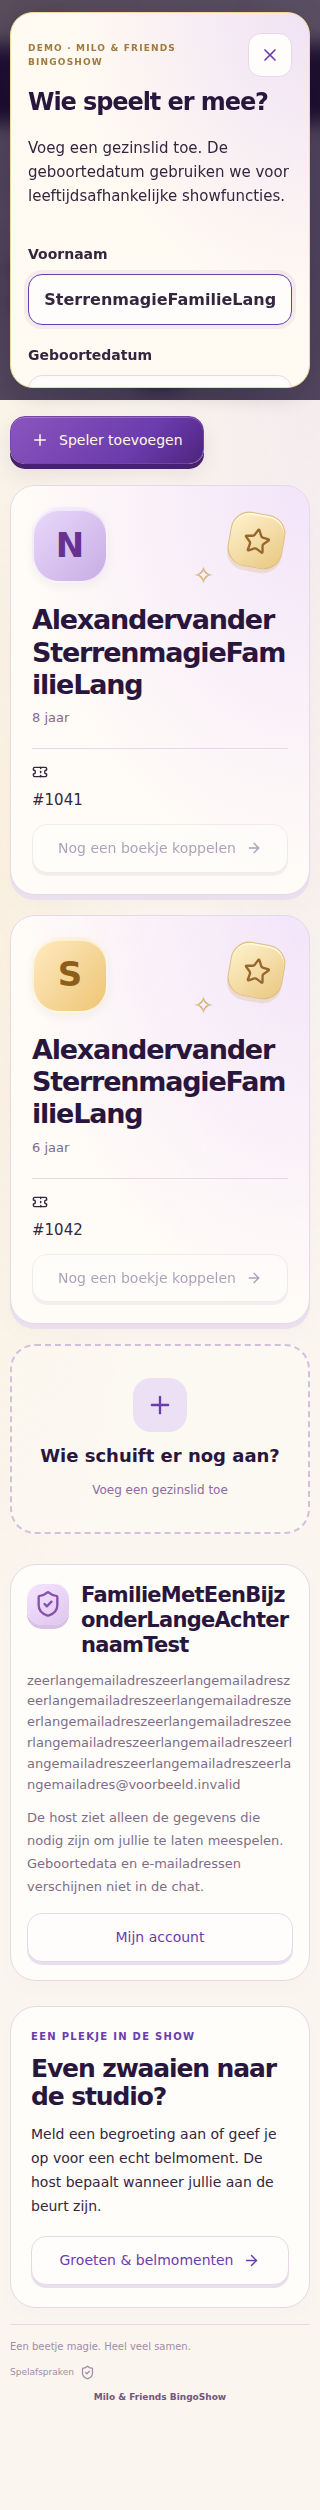 DEMO · MILO & FRIENDS
BINGOSHOW
Wie speelt er mee?
Voeg een gezinslid toe. De
geboortedatum gebruiken we voor
leeftijdsafhankelijke showfuncties.
Voornaam
SterrenmagieFamilieLang
Geboortedatum
Speler toevoegen
N
Alexandervander
SterrenmagieFam
ilieLang
8 jaar
#1041
Nog een boekje koppelen
S
Alexandervander
SterrenmagieFam
ilieLang
6 jaar
#1042
Nog een boekje koppelen
Wie schuift er nog aan?
Voeg een gezinslid toe
FamilieMetEenBijz
onderLangeAchter
naamTest
zeerlangemailadreszeerlangemailadresz
eerlangemailadreszeerlangemailadresze
erlangemailadreszeerlangemailadreszee
rlangemailadreszeerlangemailadreszeerl
angemailadreszeerlangemailadreszeerla
ngemailadres@voorbeeld.invalid
De host ziet alleen de gegevens die
nodig zijn om jullie te laten meespelen.
Geboortedata en e-mailadressen
verschijnen niet in de chat.
Mijn account
EEN PLEKJE IN DE SHOW
Even zwaaien naar
de studio?
Meld een begroeting aan of geef je
op voor een echt belmoment. De
host bepaalt wanneer jullie aan de
beurt zijn.
Groeten & belmomenten
Een beetje magie. Heel veel samen.
Spelafspraken
Milo & Friends BingoShow